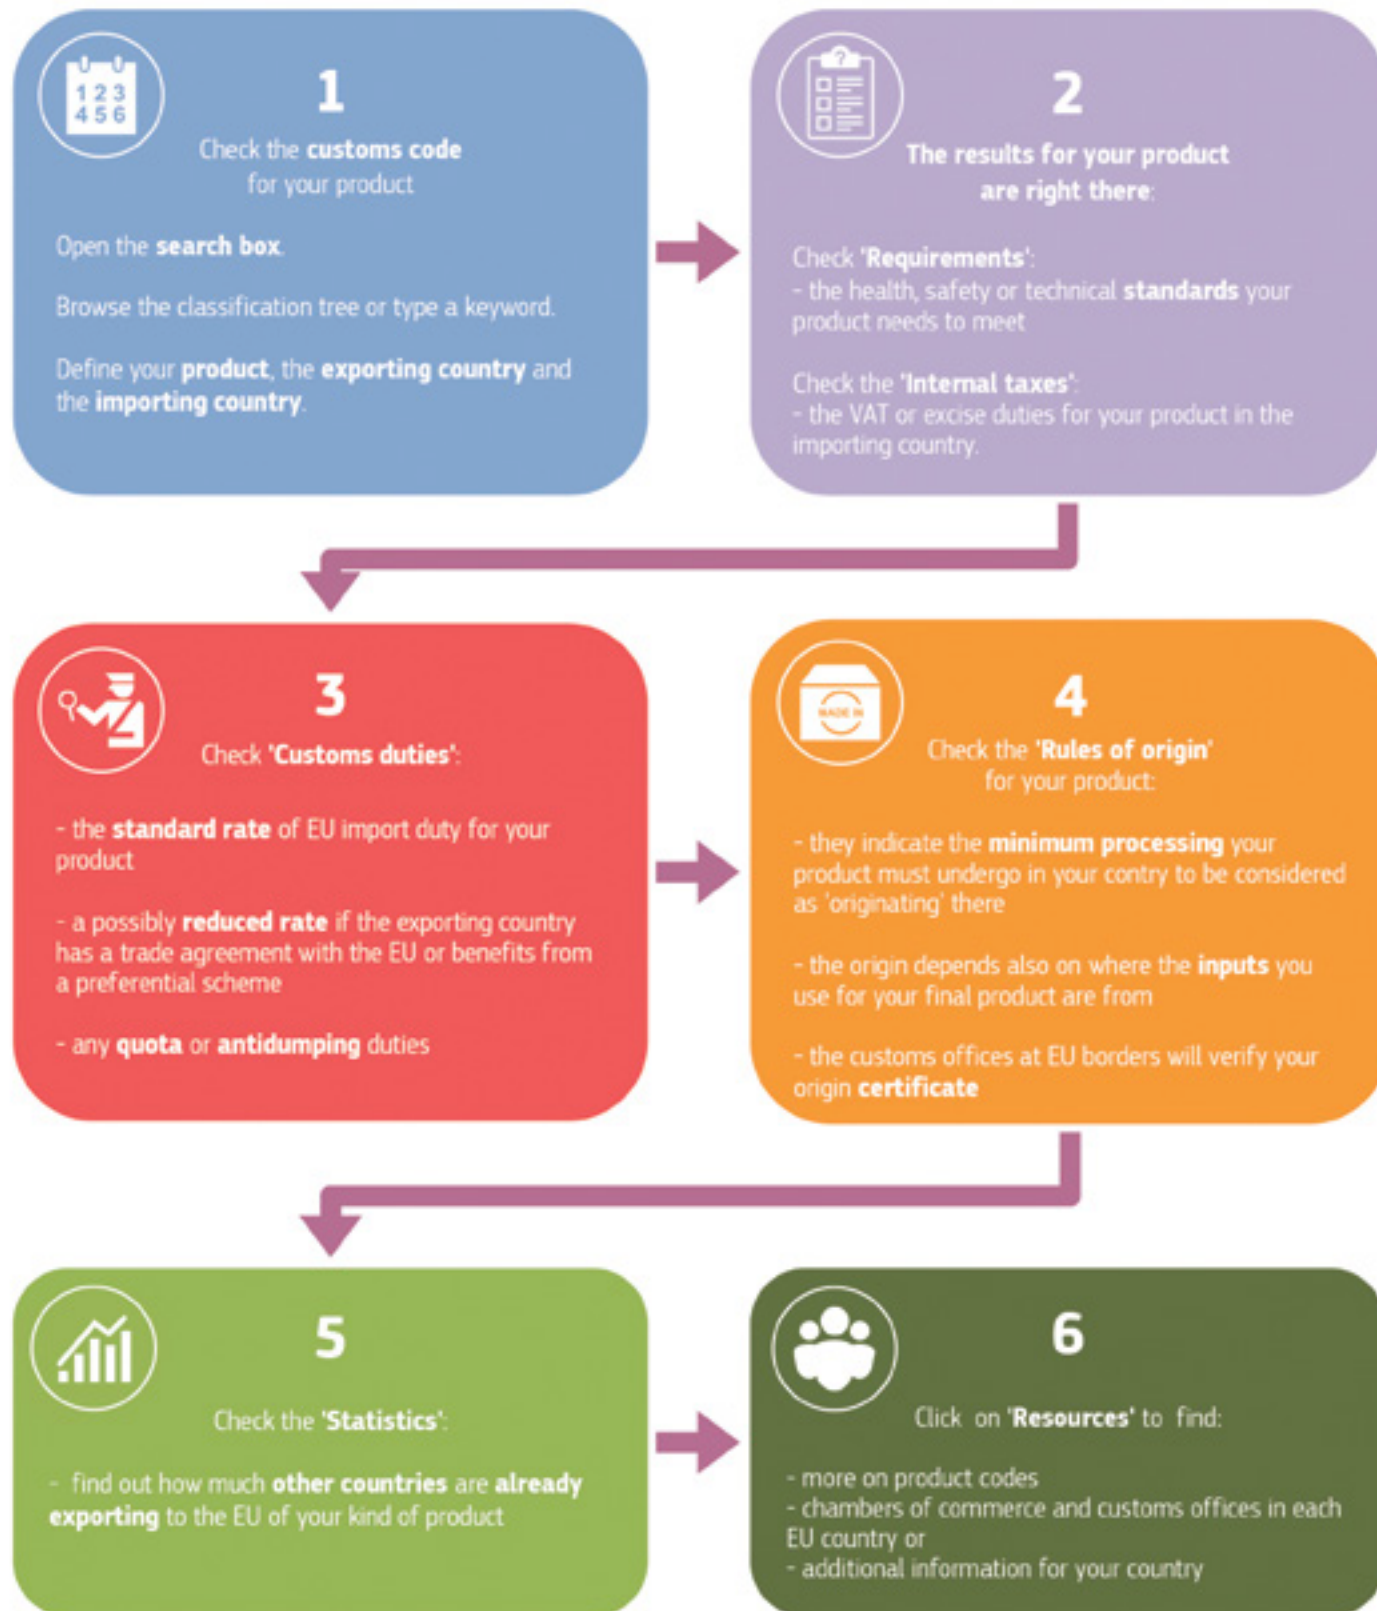 1 2 3
4 5 6
1
Check the customs code
for your product
Open the search box.
Browse the classification tree or type a keyword.
Define your product, the exporting country and
the importing country.
?
2
The results for your product
are right there:
Check 'Requirements':
- the health, safety or technical standards your
product needs to meet
Check the 'Internal taxes':
- the VAT or excise duties for your product in the
importing country.
3
Check 'Customs duties':
- the standard rate of EU import duty for your
product
- a possibly reduced rate if the exporting country
has a trade agreement with the EU or benefits from
a preferential scheme
- any quota or antidumping duties
MADE IN
4
Check the 'Rules of origin'
for your product:
- they indicate the minimum processing your
product must undergo in your contry to be considered
as 'originating' there
- the origin depends also on where the inputs you
use for your final product are from
- the customs offices at EU borders will verify your
origin certificate
5
Check the 'Statistics':
- find out how much other countries are already
exporting to the EU of your kind of product
6
Click on 'Resources' to find:
- more on product codes
- chambers of commerce and customs offices in each
EU country or
- additional information for your country